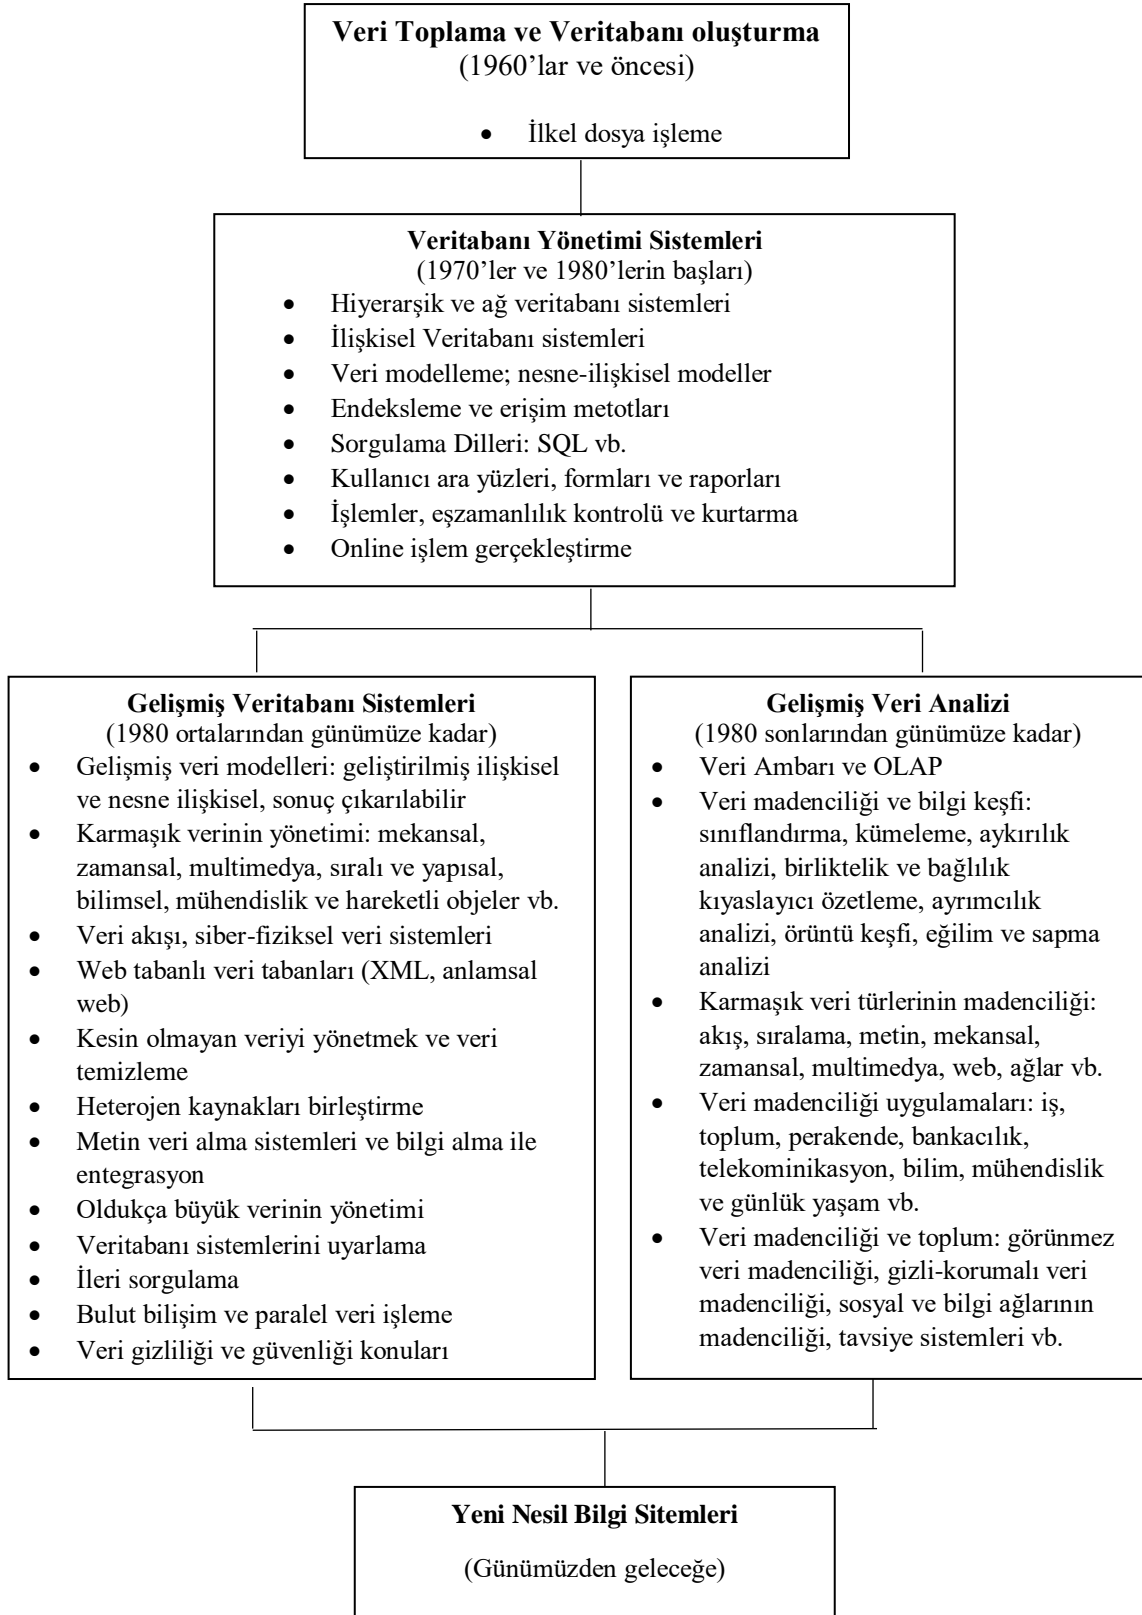 Veri Toplama ve Veritabanı oluşturma
(1960’lar ve öncesi)
• İlkel dosya işleme
Veritabanı Yönetimi Sistemleri
(1970’ler ve 1980’lerin başları)
• Hiyerarşik ve ağ veritabanı sistemleri
• İlişkisel Veritabanı sistemleri
• Veri modelleme; nesne-ilişkisel modeller
• Endeksleme ve erişim metotları
• Sorgulama Dilleri: SQL vb.
• Kullanıcı ara yüzleri, formları ve raporları
• İşlemler, eşzamanlılık kontrolü ve kurtarma
• Online işlem gerçekleştirme
Gelişmiş Veritabanı Sistemleri
(1980 ortalarından günümüze kadar)
• Gelişmiş veri modelleri: geliştirilmiş ilişkisel
ve nesne ilişkisel, sonuç çıkarılabilir
• Karmaşık verinin yönetimi: mekansal,
zamansal, multimedya, sıralı ve yapısal,
bilimsel, mühendislik ve hareketli objeler vb.
• Veri akışı, siber-fiziksel veri sistemleri
• Web tabanlı veri tabanları (XML, anlamsal
web)
• Kesin olmayan veriyi yönetmek ve veri
temizleme
• Heterojen kaynakları birleştirme
• Metin veri alma sistemleri ve bilgi alma ile
entegrasyon
• Oldukça büyük verinin yönetimi
• Veritabanı sistemlerini uyarlama
• İleri sorgulama
• Bulut bilişim ve paralel veri işleme
• Veri gizliliği ve güvenliği konuları
Gelişmiş Veri Analizi
(1980 sonlarından günümüze kadar)
• Veri Ambarı ve OLAP
• Veri madenciliği ve bilgi keşfi:
sınıflandırma, kümeleme, aykırılık
analizi, birliktelik ve bağlılık
kıyaslayıcı özetleme, ayrımcılık
analizi, örüntü keşfi, eğilim ve sapma
analizi
• Karmaşık veri türlerinin madenciliği:
akış, sıralama, metin, mekansal,
zamansal, multimedya, web, ağlar vb.
• Veri madenciliği uygulamaları: iş,
toplum, perakende, bankacılık,
telekominikasyon, bilim, mühendislik
ve günlük yaşam vb.
• Veri madenciliği ve toplum: görünmez
veri madenciliği, gizli-korumalı veri
madenciliği, sosyal ve bilgi ağlarının
madenciliği, tavsiye sistemleri vb.
Yeni Nesil Bilgi Sitemleri
(Günümüzden geleceğe)